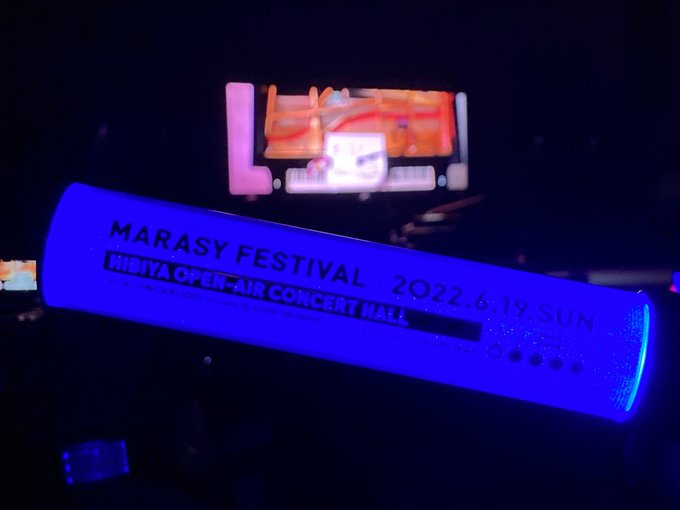 MARASY FESTIVAL | 2022.6.19 SUN
HIBIYA OPEN-AIR CONCERT HALL